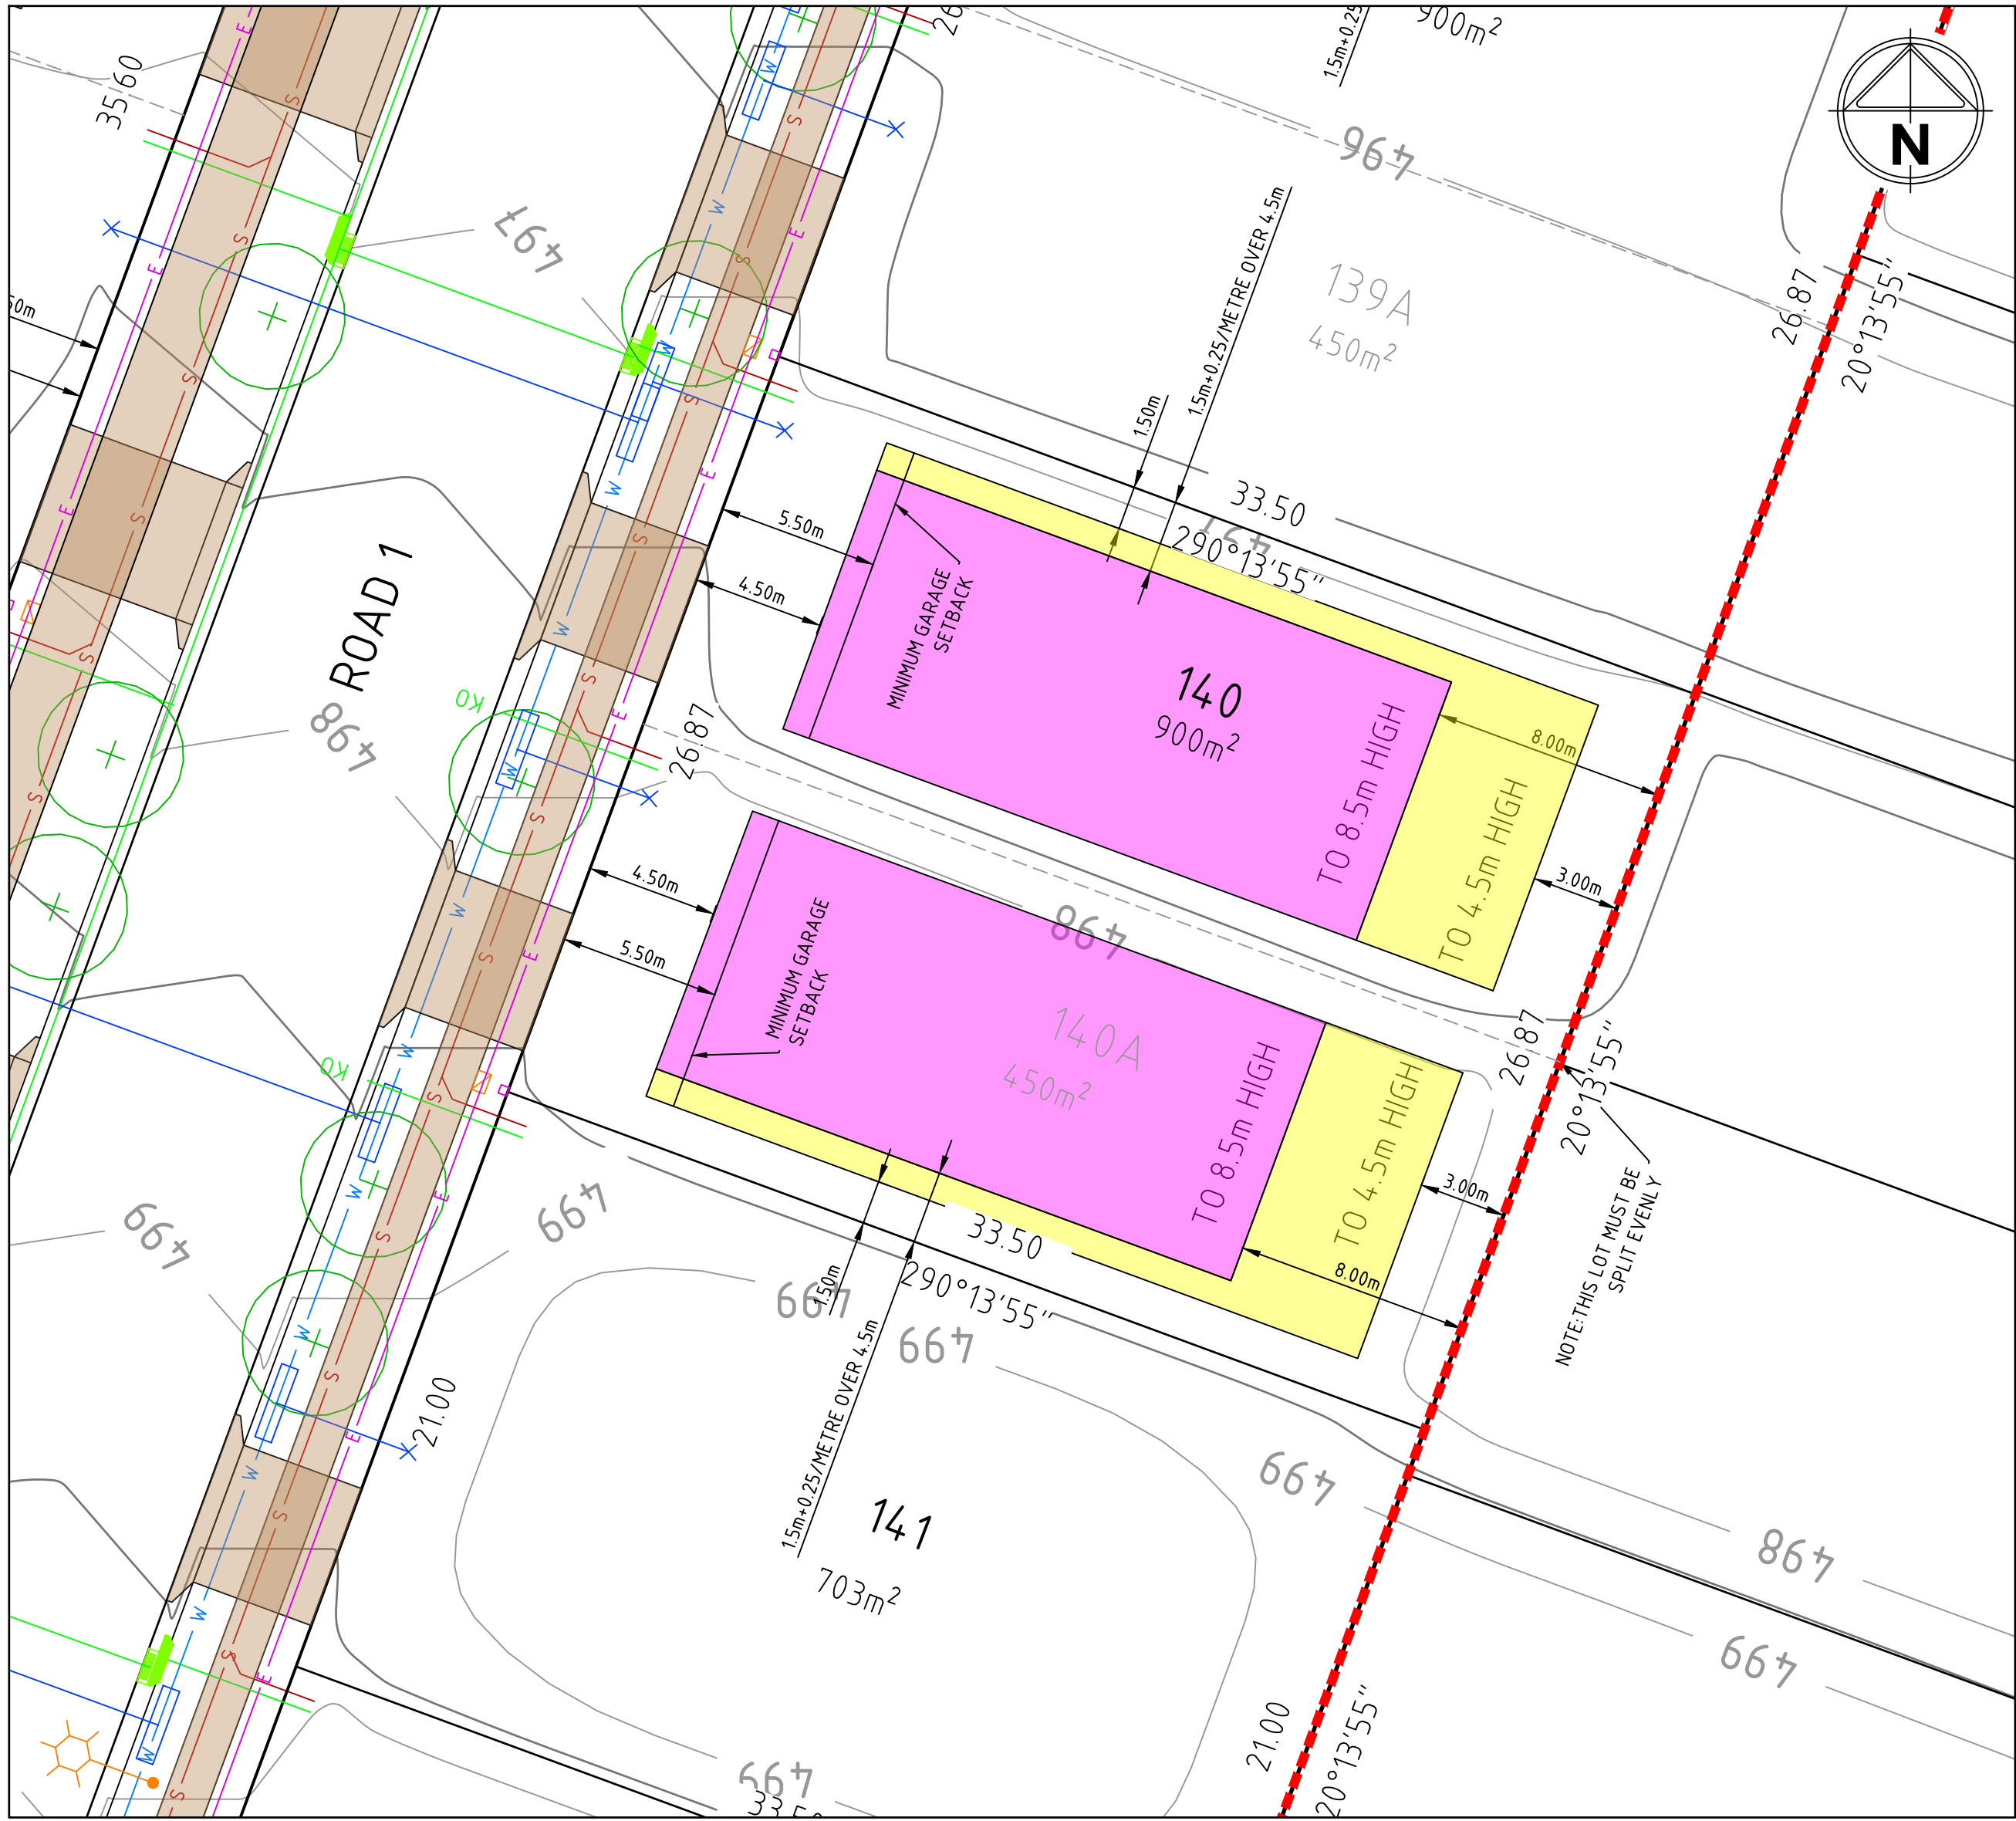 900m²
1.5m+0.25
N
35.60
496
497
139A
450m²
1.50m
1.5m+0.25/METRE OVER 4.5m
26.87
20°13'55"
33.50
290°13'55"
5.50m
4.50m
MINIMUM GARAGE
SETBACK
ROAD 1
140
900m²
TO 8.5m HIGH
TO 4.5m HIGH
8.00m
3.00m
KO
26.87
498
498
4.50m
5.50m
MINIMUM GARAGE
SETBACK
140A
450m²
TO 8.5m HIGH
TO 4.5m HIGH
26.87
20°13'55"
3.00m
8.00m
NOTE:THIS LOT MUST BE
SPLIT EVENLY
KO
499
499
33.50
290°13'55"
1.50m
1.5m+0.25/METRE OVER 4.5m
499
499
21.00
141
703m²
499
498
499
21.00
20°13'55"
499
W
S
E